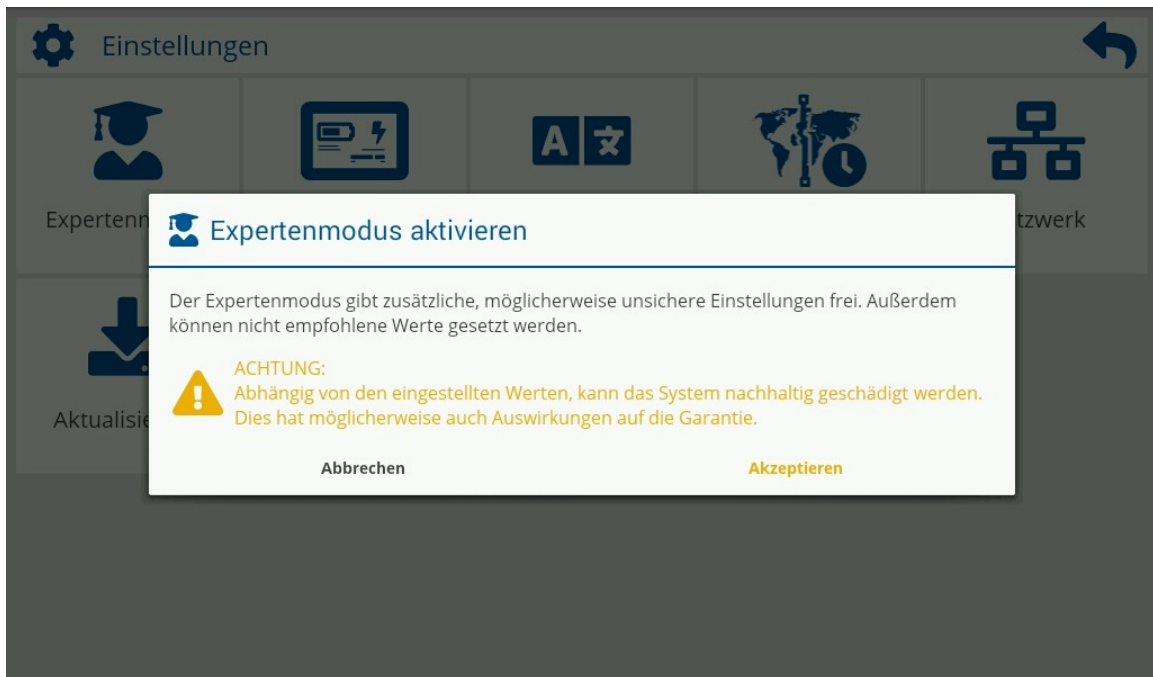 Einstellungen
A 文
Expertenm
tzwerk
Expertenmodus aktivieren
Der Expertenmodus gibt zusätzliche, möglicherweise unsichere Einstellungen frei. Außerdem
können nicht empfohlene Werte gesetzt werden.
ACHTUNG:
Abhängig von den eingestellten Werten, kann das System nachhaltig geschädigt werden.
Dies hat möglicherweise auch Auswirkungen auf die Garantie.
Aktualisie
Abbrechen Akzeptieren